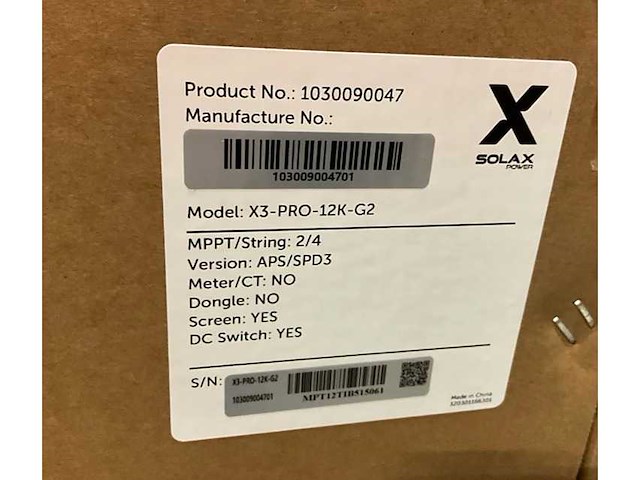 Product No.: 1030090047
Manufacture No.:
103009004701
SOLAX
POWER
Model: X3-PRO-12K-G2
MPPT/String: 2/4
Version: APS/SPD3
Meter/CT: NO
Dongle: NO
Screen: YES
DC Switch: YES
S/N:
X3-PRO-12K-G2
103009004701
MPT12TIB515061
Made in China